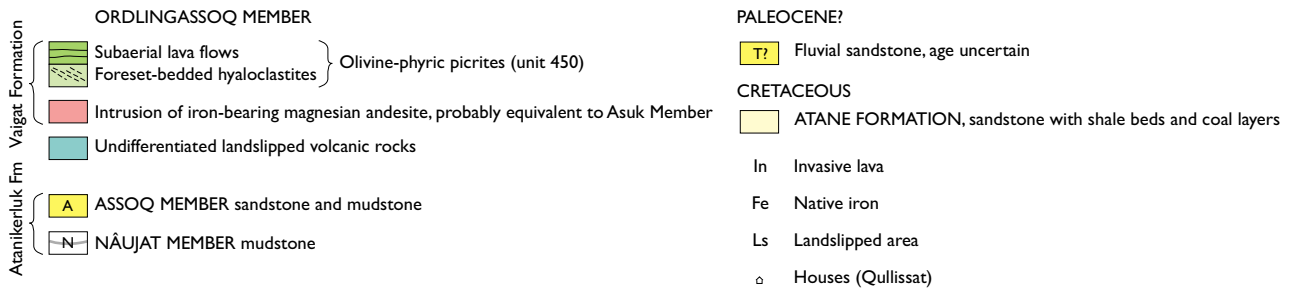 ORDLINGASSOQ MEMBER
Vaigat Formation
Subaerial lava flows
Foreset-bedded hyaloclastites
Olivine-phyric picrites (unit 450)
Intrusion of iron-bearing magnesian andesite, probably equivalent to Asuk Member
Undifferentiated landslipped volcanic rocks
Atanikerluk Fm
A ASSOQ MEMBER sandstone and mudstone
N NÂUJAT MEMBER mudstone
PALEOCENE?
T? Fluvial sandstone, age uncertain
CRETACEOUS
ATANE FORMATION, sandstone with shale beds and coal layers
In Invasive lava
Fe Native iron
Ls Landslipped area
Houses (Qullissat)